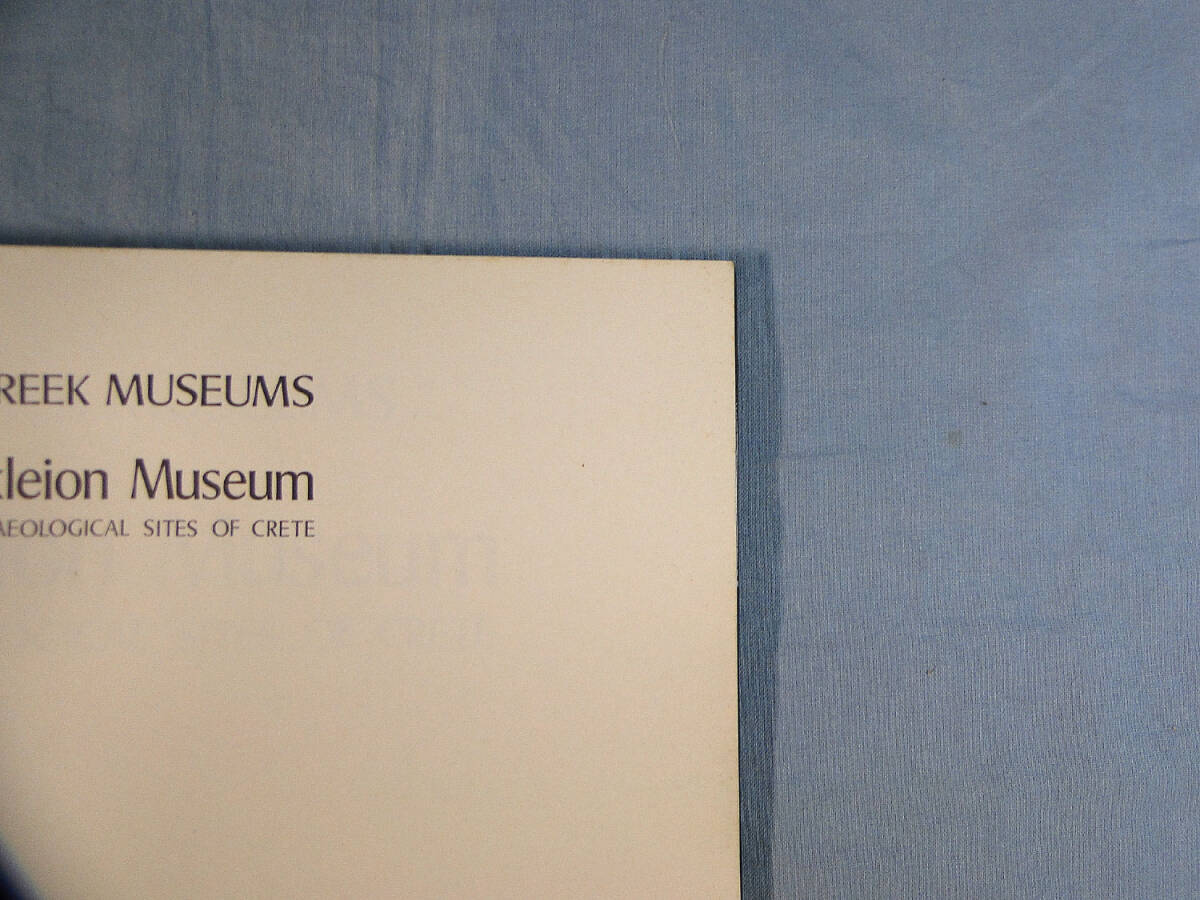 REEK MUSEUMS
kleion Museum
AEOLOGICAL SITES OF CRETE